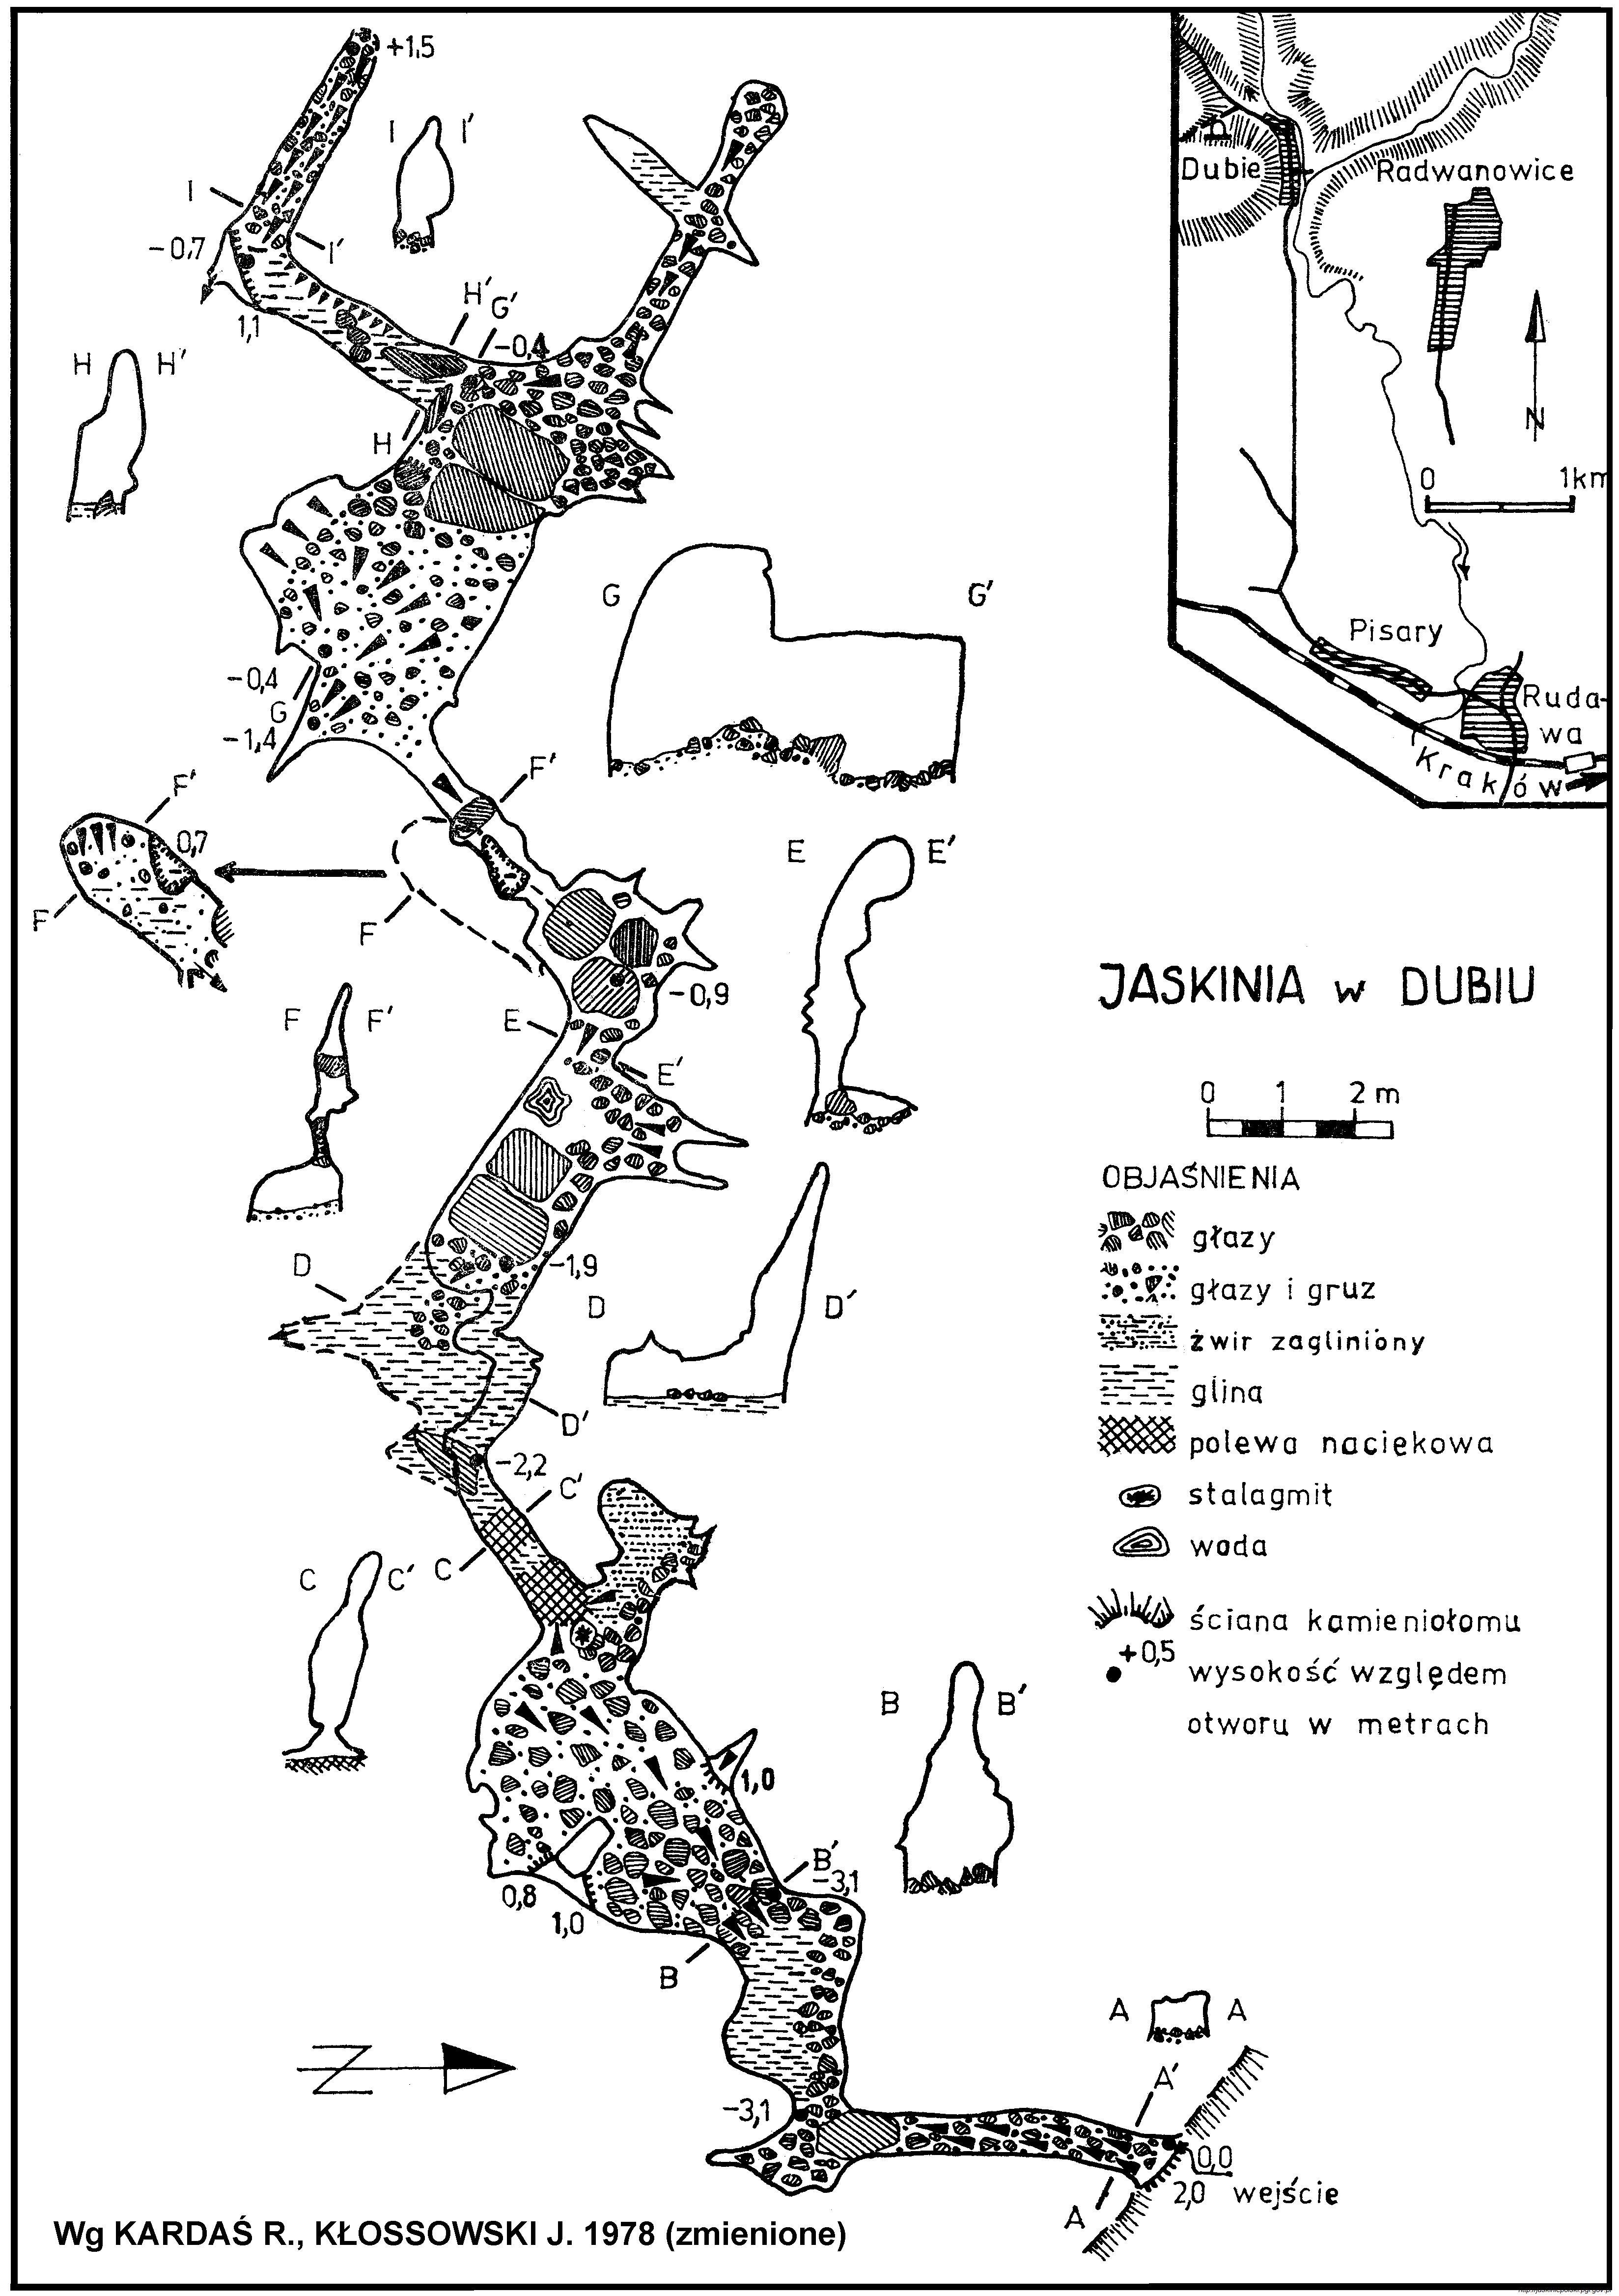 +1,5
I I'
I
-0,7
I'
1,1
H' G'
-0,4
H H'
H
G G'
-0,4
G
-1,4
F'
F'
0,7
F
F
E E'
-0,9
F F'
E
E'
D
-1,9
D D'
D'
-2,2
C'
C C'
C
1,0
B B'
B'
-3,1
0,8
1,0
B
Z
-3,1
A A
A'
0,0
2,0 wejście
A
Dubie
Radwanowice
N
0 1km
Pisary
Ruda-
wa
Kraków
JASKINIA w DUBIU
0 1 2 m
OBJAŚNIENIA
głazy
głazy i gruz
żwir zagliniony
glina
polewa naciekowa
stalagmit
woda
ściana kamieniołomu
+0,5
wysokość względem
otworu w metrach
Wg KARDAŚ R., KŁOSSOWSKI J. 1978 (zmienione)